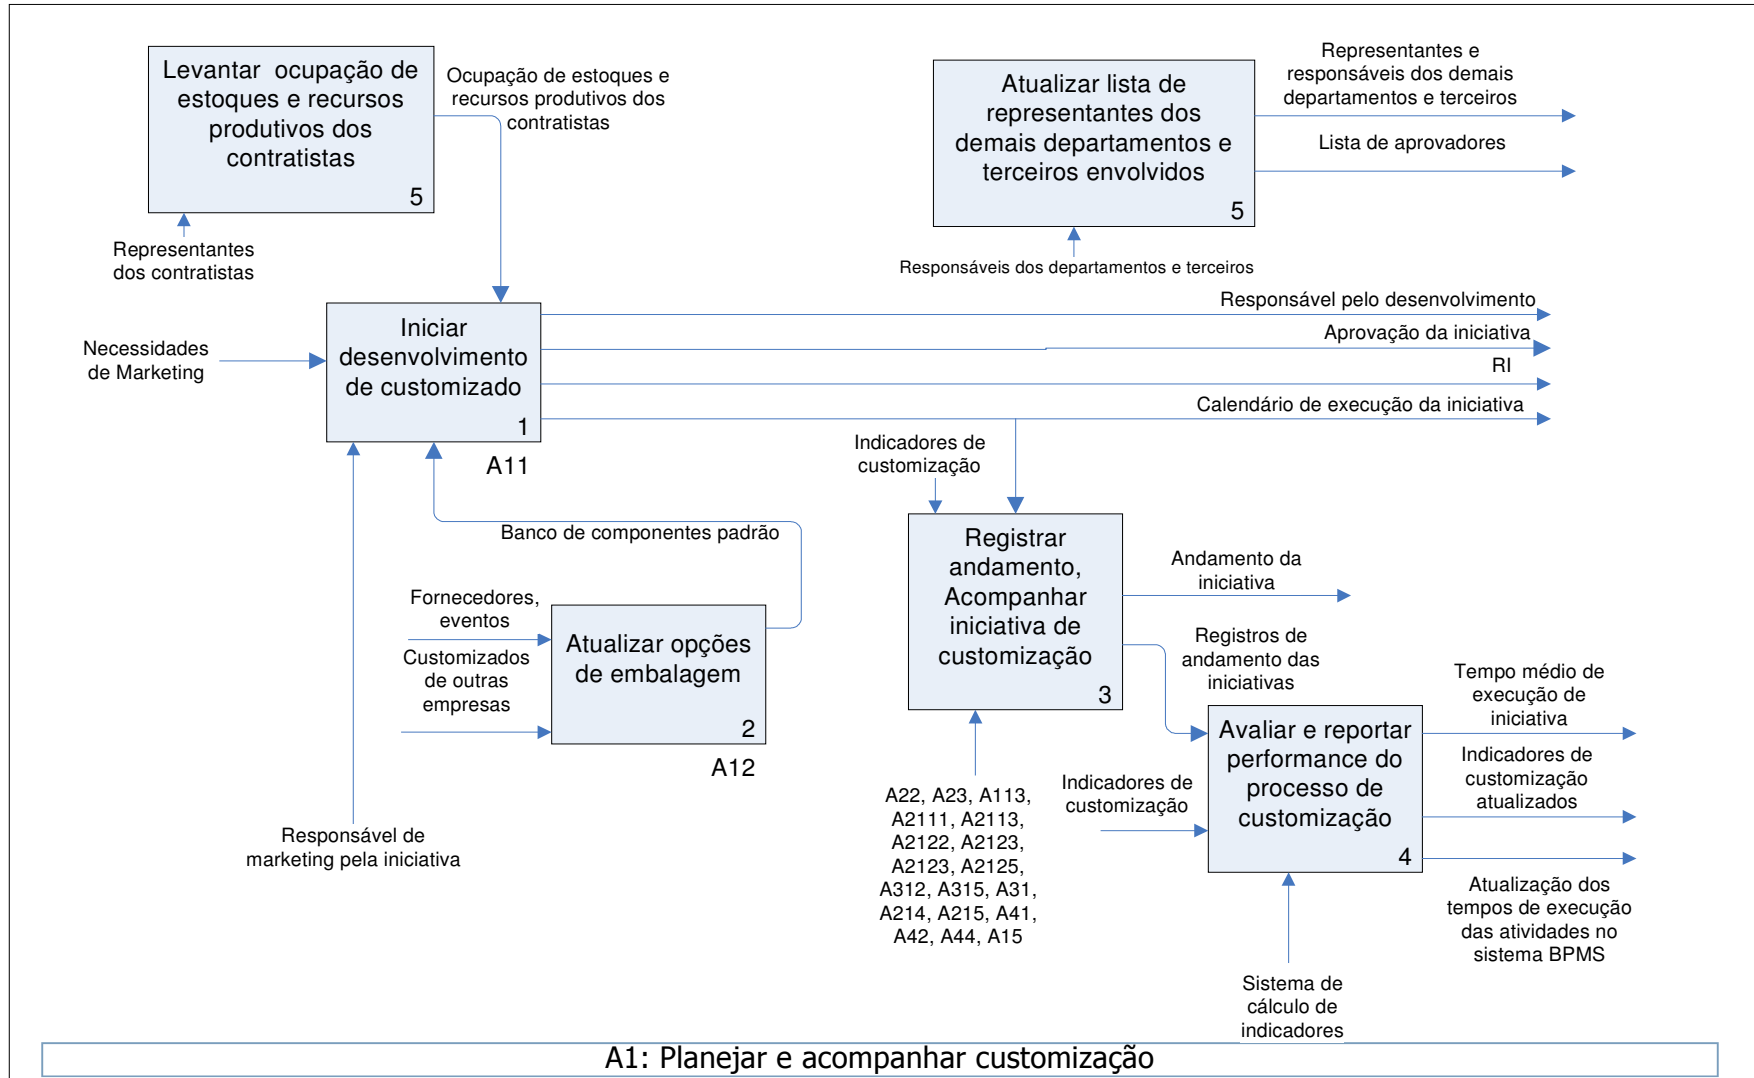 Levantar ocupação de
estoques e recursos
produtivos dos
contratistas
5
Ocupação de estoques e
recursos produtivos dos
contratistas
Representantes
dos contratistas
Atualizar lista de
representantes dos
demais departamentos e
terceiros envolvidos
5
Representantes e
responsáveis dos demais
departamentos e terceiros
Lista de aprovadores
Responsáveis dos departamentos e terceiros
Necessidades
de Marketing
Iniciar
desenvolvimento
de customizado
1
A11
Responsável pelo desenvolvimento
Aprovação da iniciativa
RI
Calendário de execução da iniciativa
Indicadores de
customização
Banco de componentes padrão
Fornecedores,
eventos
Customizados
de outras
empresas
Atualizar opções
de embalagem
2
A12
Responsável de
marketing pela iniciativa
Registrar
andamento,
Acompanhar
iniciativa de
customização
3
Andamento da
iniciativa
Registros de
andamento das
iniciativas
A22, A23, A113,
A2111, A2113,
A2122, A2123,
A2123, A2125,
A312, A315, A31,
A214, A215, A41,
A42, A44, A15
Indicadores de
customização
Avaliar e reportar
performance do
processo de
customização
4
Tempo médio de
execução de
iniciativa
Indicadores de
customização
atualizados
Atualização dos
tempos de execução
das atividades no
sistema BPMS
Sistema de
cálculo de
indicadores
A1: Planejar e acompanhar customização